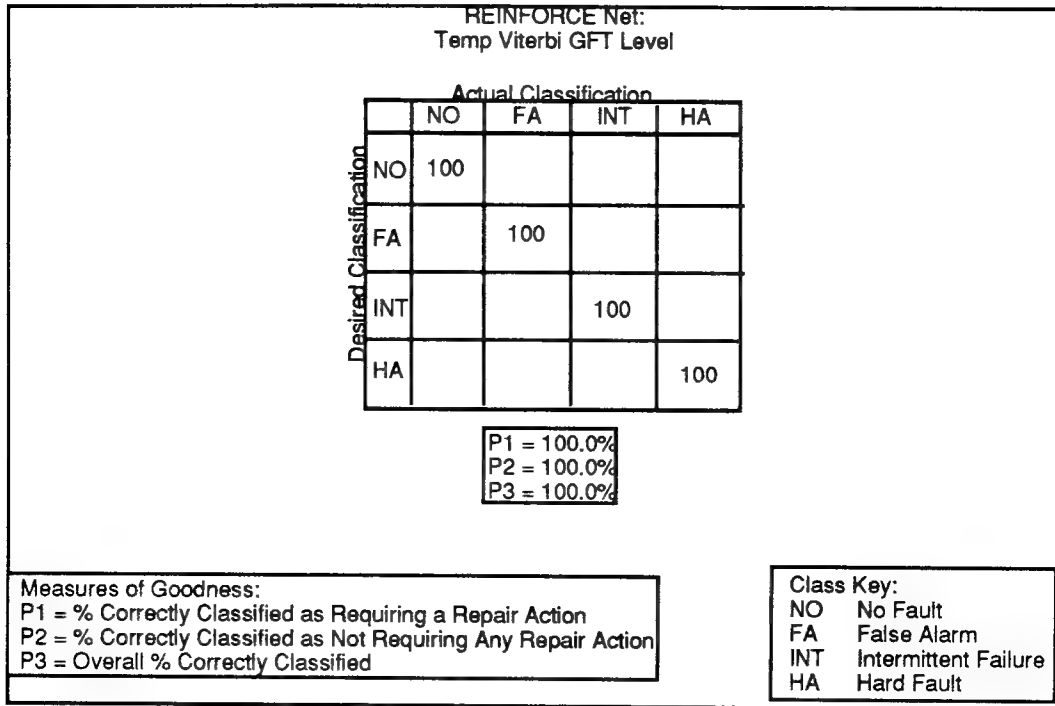 REINFORCE Net:
Temp Viterbi GFT Level
Actual Classification
NO FA INT HA
Desired Classification
NO 100
FA 100
INT 100
HA 100
P1 = 100.0%
P2 = 100.0%
P3 = 100.0%
Measures of Goodness:
P1 = % Correctly Classified as Requiring a Repair Action
P2 = % Correctly Classified as Not Requiring Any Repair Action
P3 = Overall % Correctly Classified
Class Key:
NO No Fault
FA False Alarm
INT Intermittent Failure
HA Hard Fault